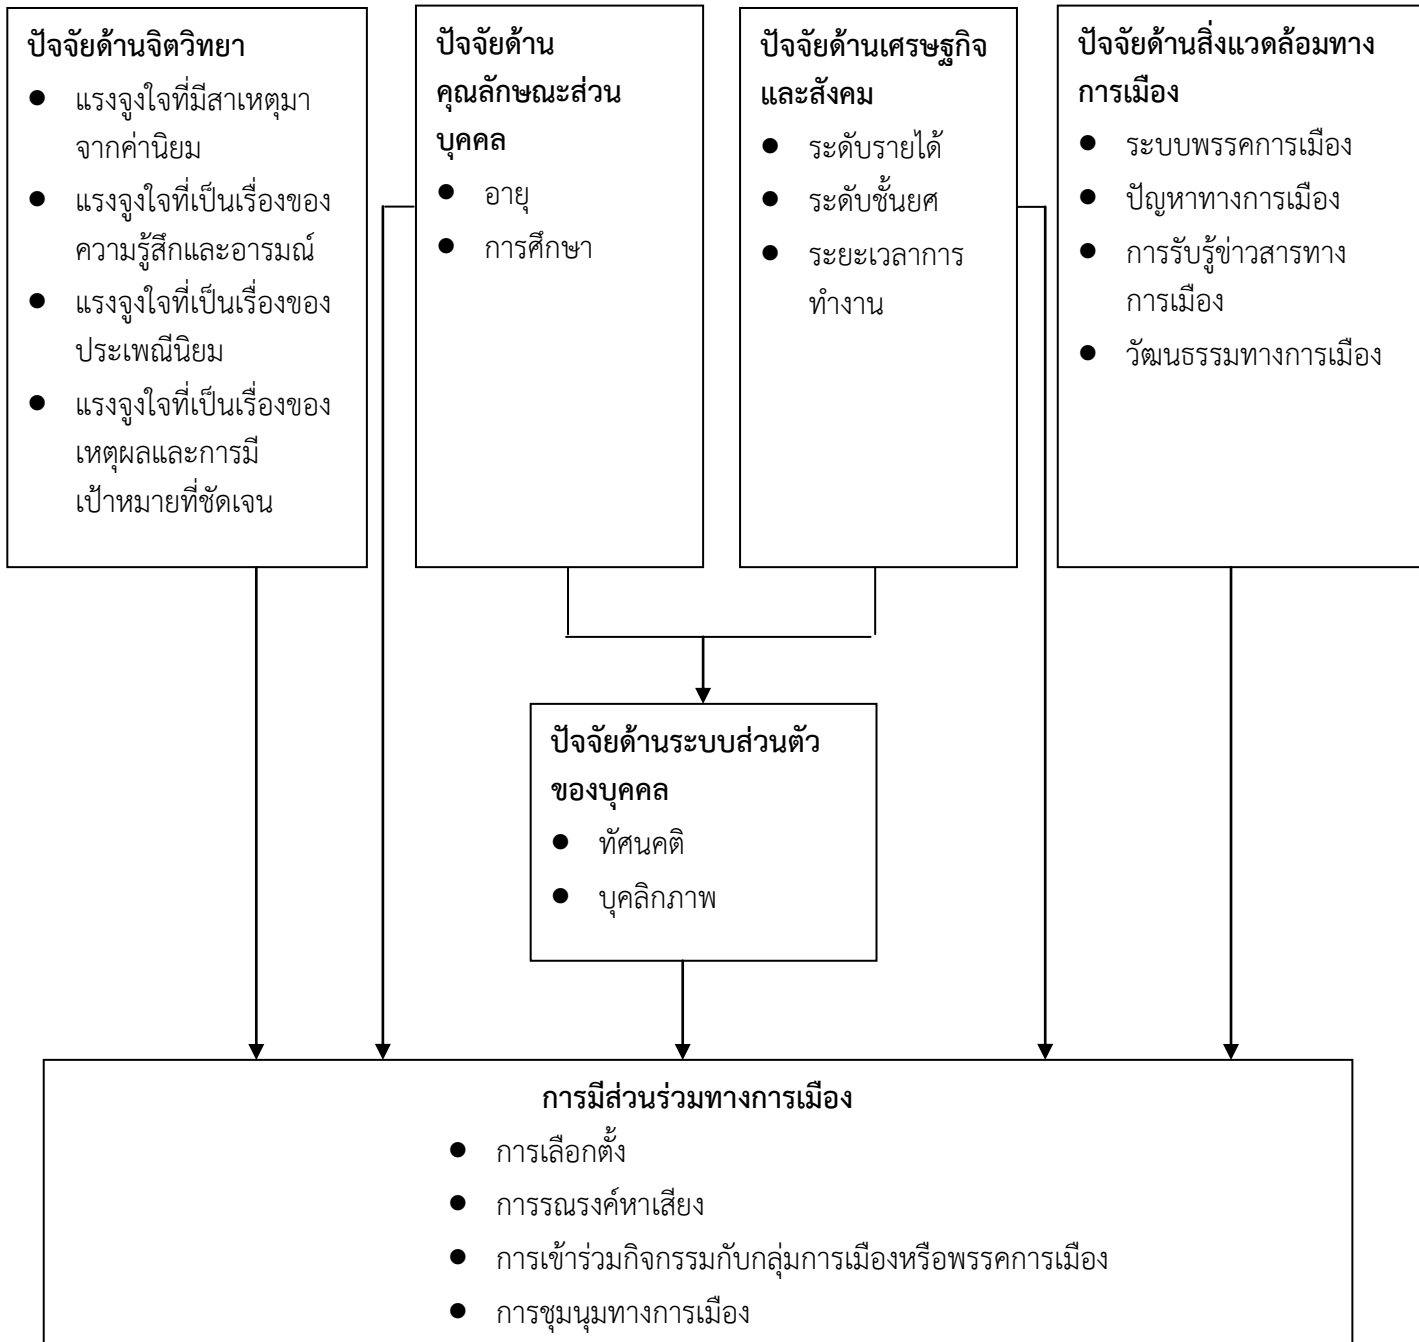 ปัจจัยด้านจิตวิทยา
● แรงจูงใจที่มีสาเหตุมา
จากค่านิยม
● แรงจูงใจที่เป็นเรื่องของ
ความรู้สึกและอารมณ์
● แรงจูงใจที่เป็นเรื่องของ
ประเพณีนิยม
● แรงจูงใจที่เป็นเรื่องของ
เหตุผลและการมี
เป้าหมายที่ชัดเจน
ปัจจัยด้าน
คุณลักษณะส่วน
บุคคล
● อายุ
● การศึกษา
ปัจจัยด้านเศรษฐกิจ
และสังคม
● ระดับรายได้
● ระดับชั้นยศ
● ระยะเวลาการ
ทำงาน
ปัจจัยด้านสิ่งแวดล้อมทาง
การเมือง
● ระบบพรรคการเมือง
● ปัญหาทางการเมือง
● การรับรู้ข่าวสารทาง
การเมือง
● วัฒนธรรมทางการเมือง
ปัจจัยด้านระบบส่วนตัว
ของบุคคล
● ทัศนคติ
● บุคลิกภาพ
การมีส่วนร่วมทางการเมือง
● การเลือกตั้ง
● การรณรงค์หาเสียง
● การเข้าร่วมกิจกรรมกับกลุ่มการเมืองหรือพรรคการเมือง
● การชุมนุมทางการเมือง